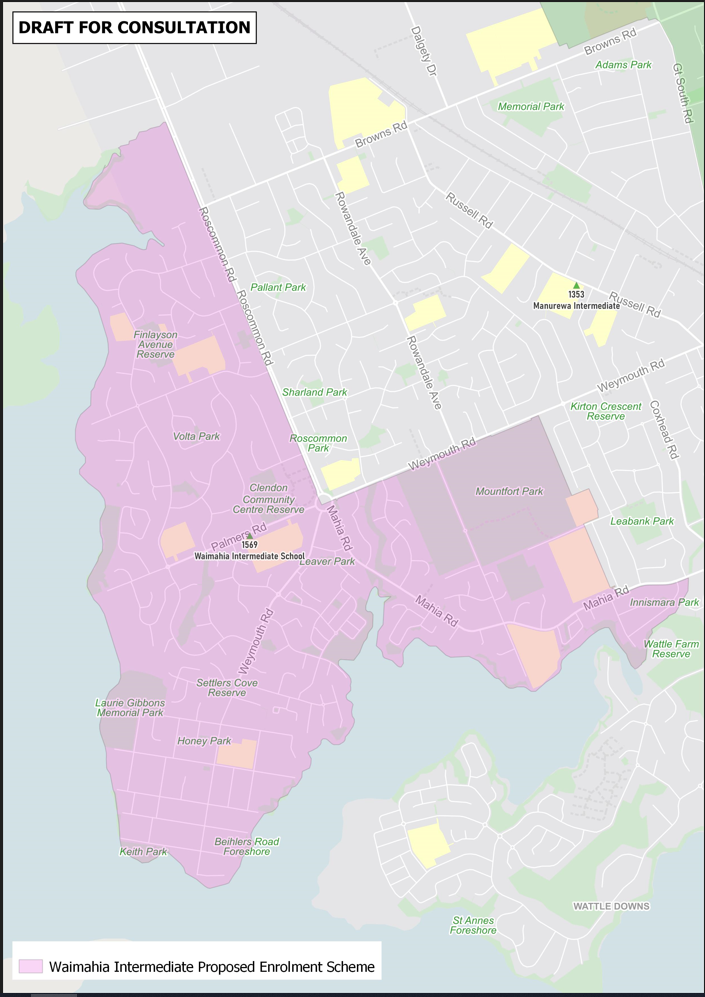 DRAFT FOR CONSULTATION
Dalgety Dr
Browns Rd
Adams Park
Gt South Rd
Memorial Park
Browns Rd
Rowandale Ave
Russell Rd
Roscommon Rd
Pallant Park
1353
Manurewa Intermediate
Russell Rd
Roscommon Rd
Finlayson
Avenue
Reserve
Rowandale Ave
Weymouth Rd
Sharland Park
Kirton Crescent
Reserve
Coxhead Rd
Volta Park
Roscommon
Park
Weymouth Rd
Clendon
Community
Centre Reserve
Mountfort Park
Mahia Rd
Leabank Park
Palmers Rd
1569
Waimahia Intermediate School
Leaver Park
Mahia Rd
Mahia Rd
Innismara Park
Weymouth Rd
Wattle Farm
Reserve
Settlers Cove
Reserve
Laurie Gibbons
Memorial Park
Honey Park
Keith Park
Beihlers Road
Foreshore
WATTLE DOWNS
St Annes
Foreshore
Waimahia Intermediate Proposed Enrolment Scheme